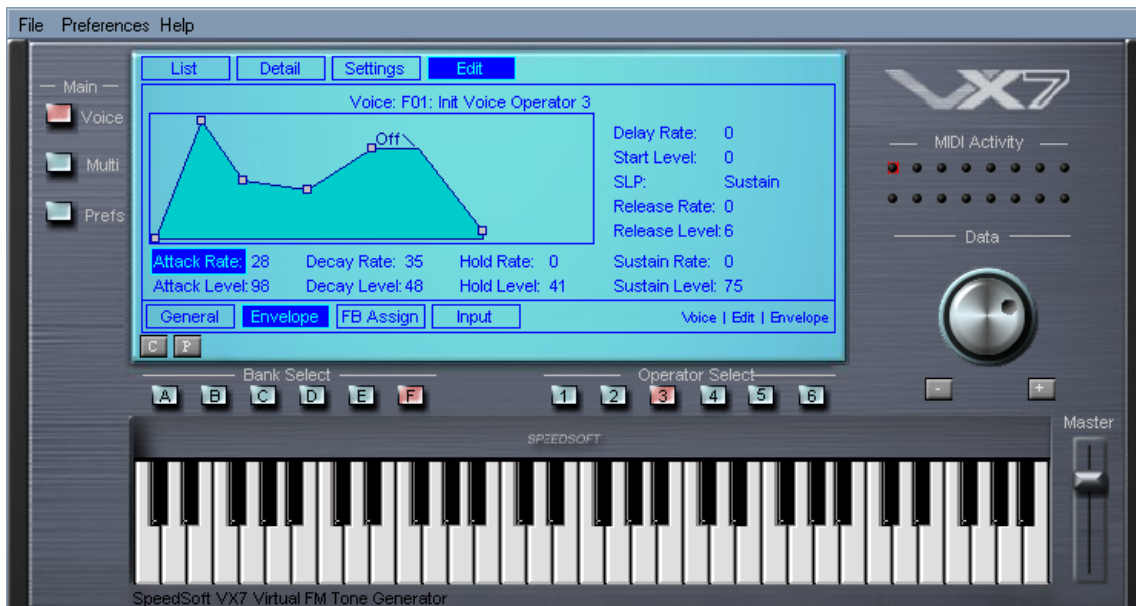 File Preferences Help
List Detail Settings Edit
Main
Voice
Multi
Prefs
Voice: F01: Init Voice Operator 3
Off
Delay Rate: 0
Start Level: 0
SLP: Sustain
Release Rate: 0
Release Level: 6
Attack Rate: 28 Decay Rate: 35 Hold Rate: 0 Sustain Rate: 0
Attack Level: 98 Decay Level: 48 Hold Level: 41 Sustain Level: 75
General Envelope FB Assign Input Voice | Edit | Envelope
C P
VX7
MIDI Activity
Data
- +
Bank Select Operator Select
A B C D E F 1 2 3 4 5 6
Master
SPEEDSOFT
SpeedSoft VX7 Virtual FM Tone Generator